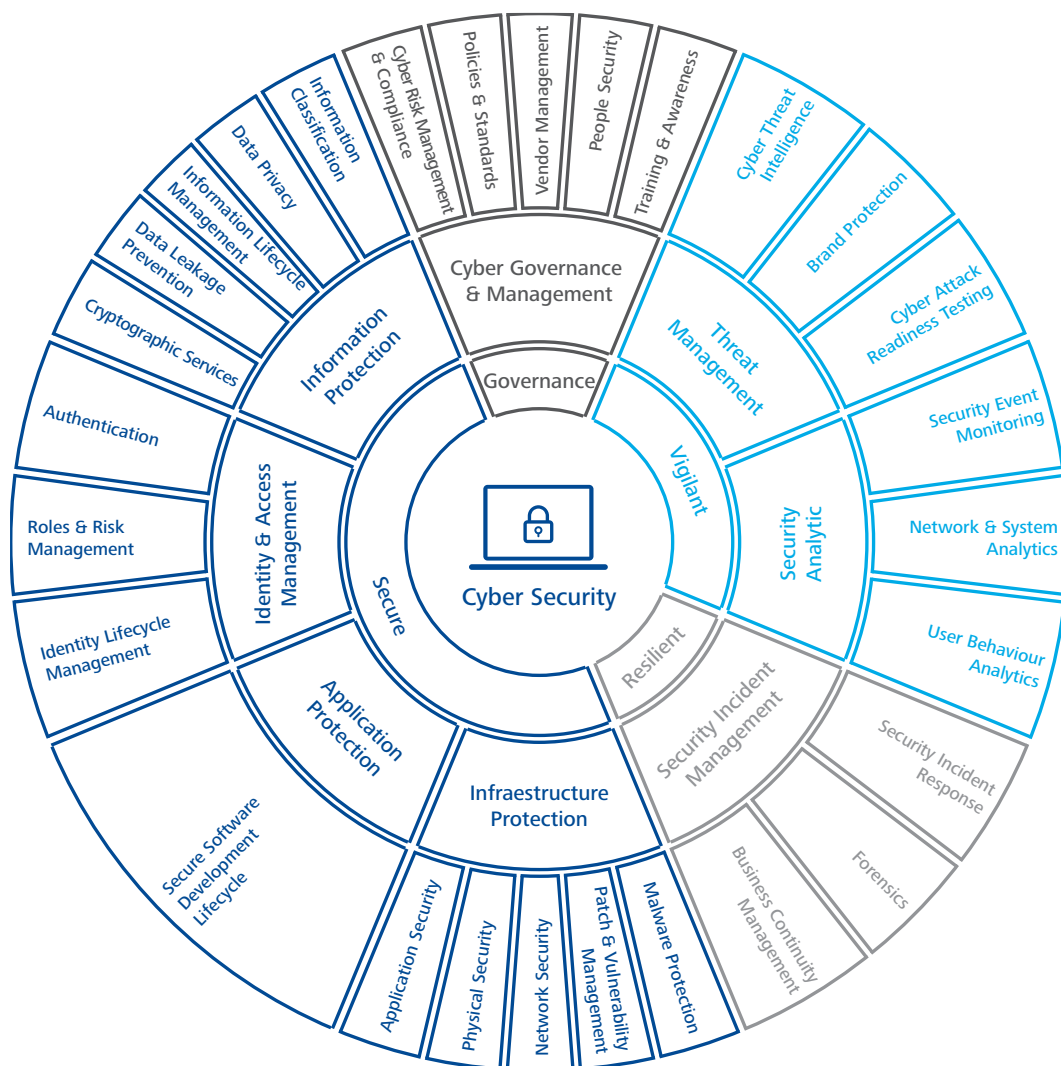 Cyber Security
Governance
Cyber Governance
& Management
Cyber Risk Management
& Compliance
Policies & Standards
Vendor Management
People Security
Training & Awareness
Vigilant
Threat
Management
Cyber Threat
Intelligence
Brand Protection
Cyber Attack
Readiness Testing
Security
Analytic
Security Event
Monitoring
Network & System
Analytics
User Behaviour
Analytics
Resilient
Security Incident
Management
Security Incident
Response
Forensics
Business Continuity
Management
Secure
Infraestructure
Protection
Malware Protection
Patch & Vulnerability
Management
Network Security
Physical Security
Application Security
Application
Protection
Secure Software
Development
Lifecycle
Identity & Access
Management
Identity Lifecycle
Management
Roles & Risk
Management
Authentication
Information
Protection
Cryptographic Services
Data Leakage
Prevention
Information Lifecycle
Management
Data Privacy
Information
Classification